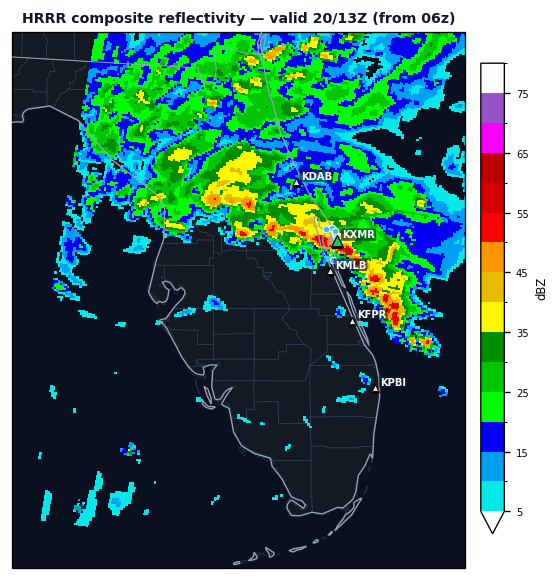 HRRR composite reflectivity — valid 20/13Z (from 06z)
KDAB
KXMR
KMLB
KFPR
KPBI
75
65
55
45
35
25
15
5
dBZ